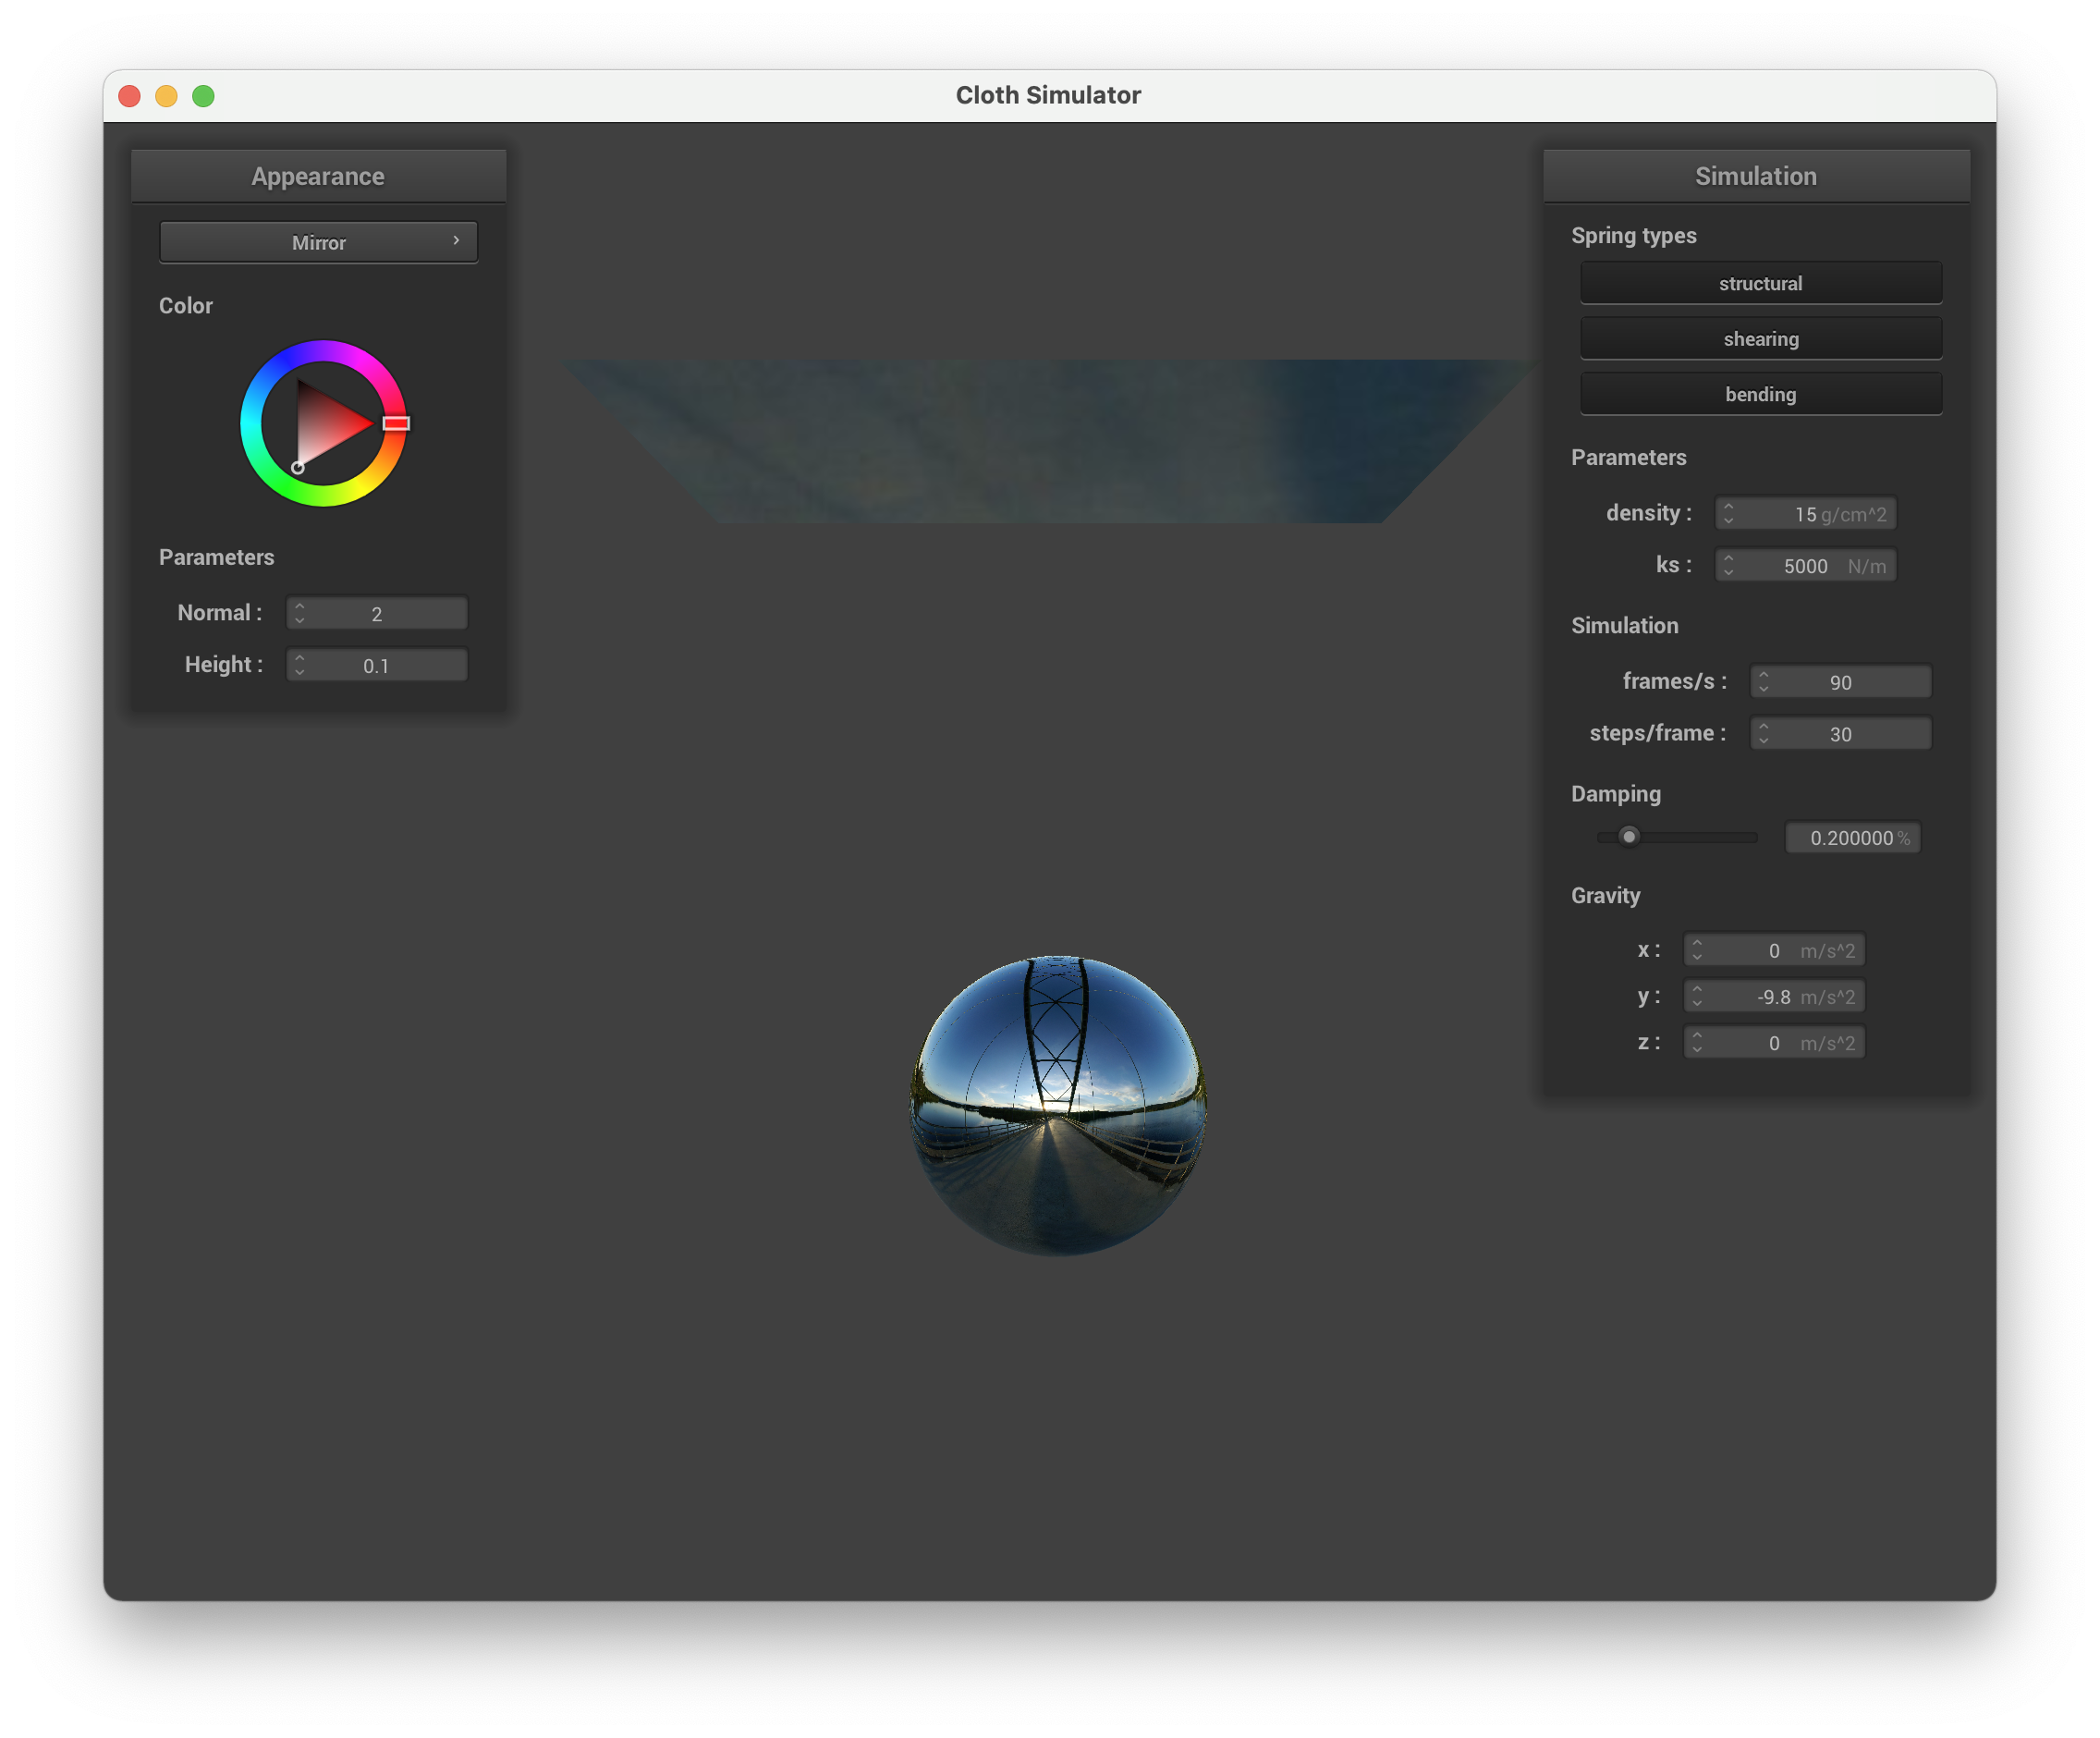 Cloth Simulator
Appearance
Mirror
Color
Parameters
Normal :
2
Height :
0.1
Simulation
Spring types
structural
shearing
bending
Parameters
density :
15 g/cm^2
ks :
5000 N/m
Simulation
frames/s :
90
steps/frame :
30
Damping
0.200000 %
Gravity
x :
0 m/s^2
y :
-9.8 m/s^2
z :
0 m/s^2